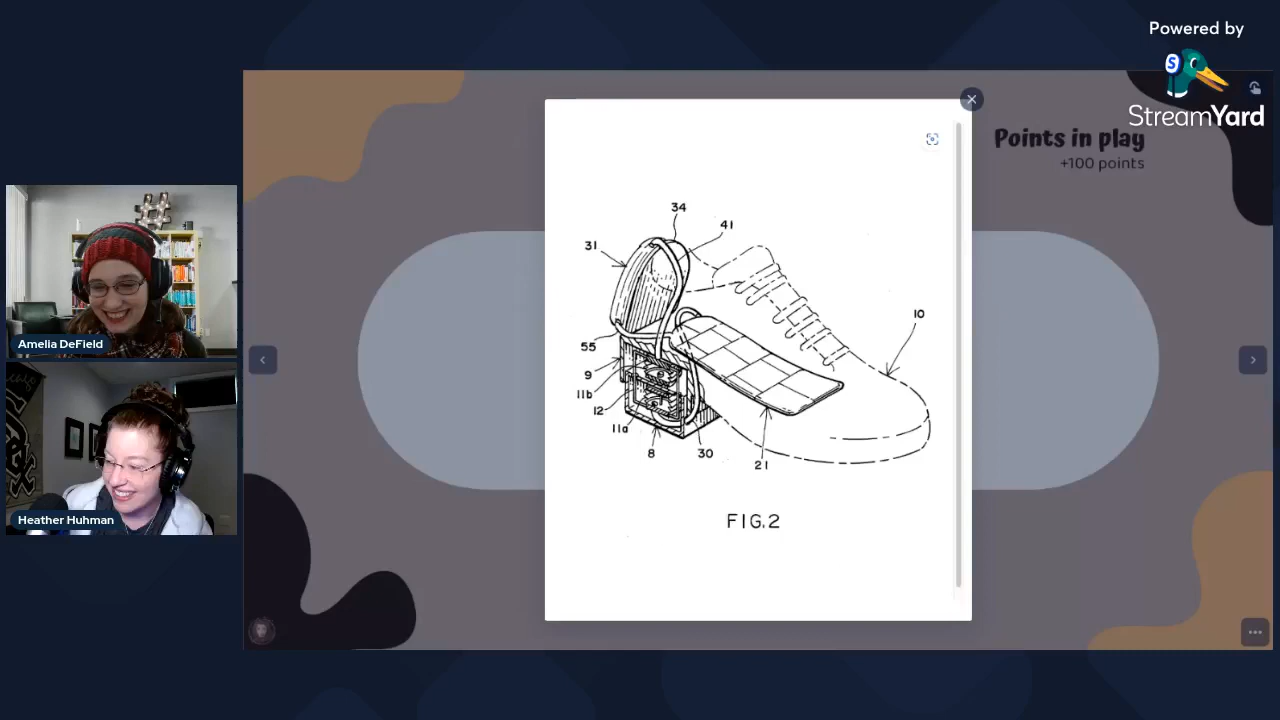 Powered by
S
StreamYard
Points in play
+100 points
34
41
31
10
55
9
11b
12
11a
8
30
21
FIG.2
#
Amelia DeField
Heather Huhman